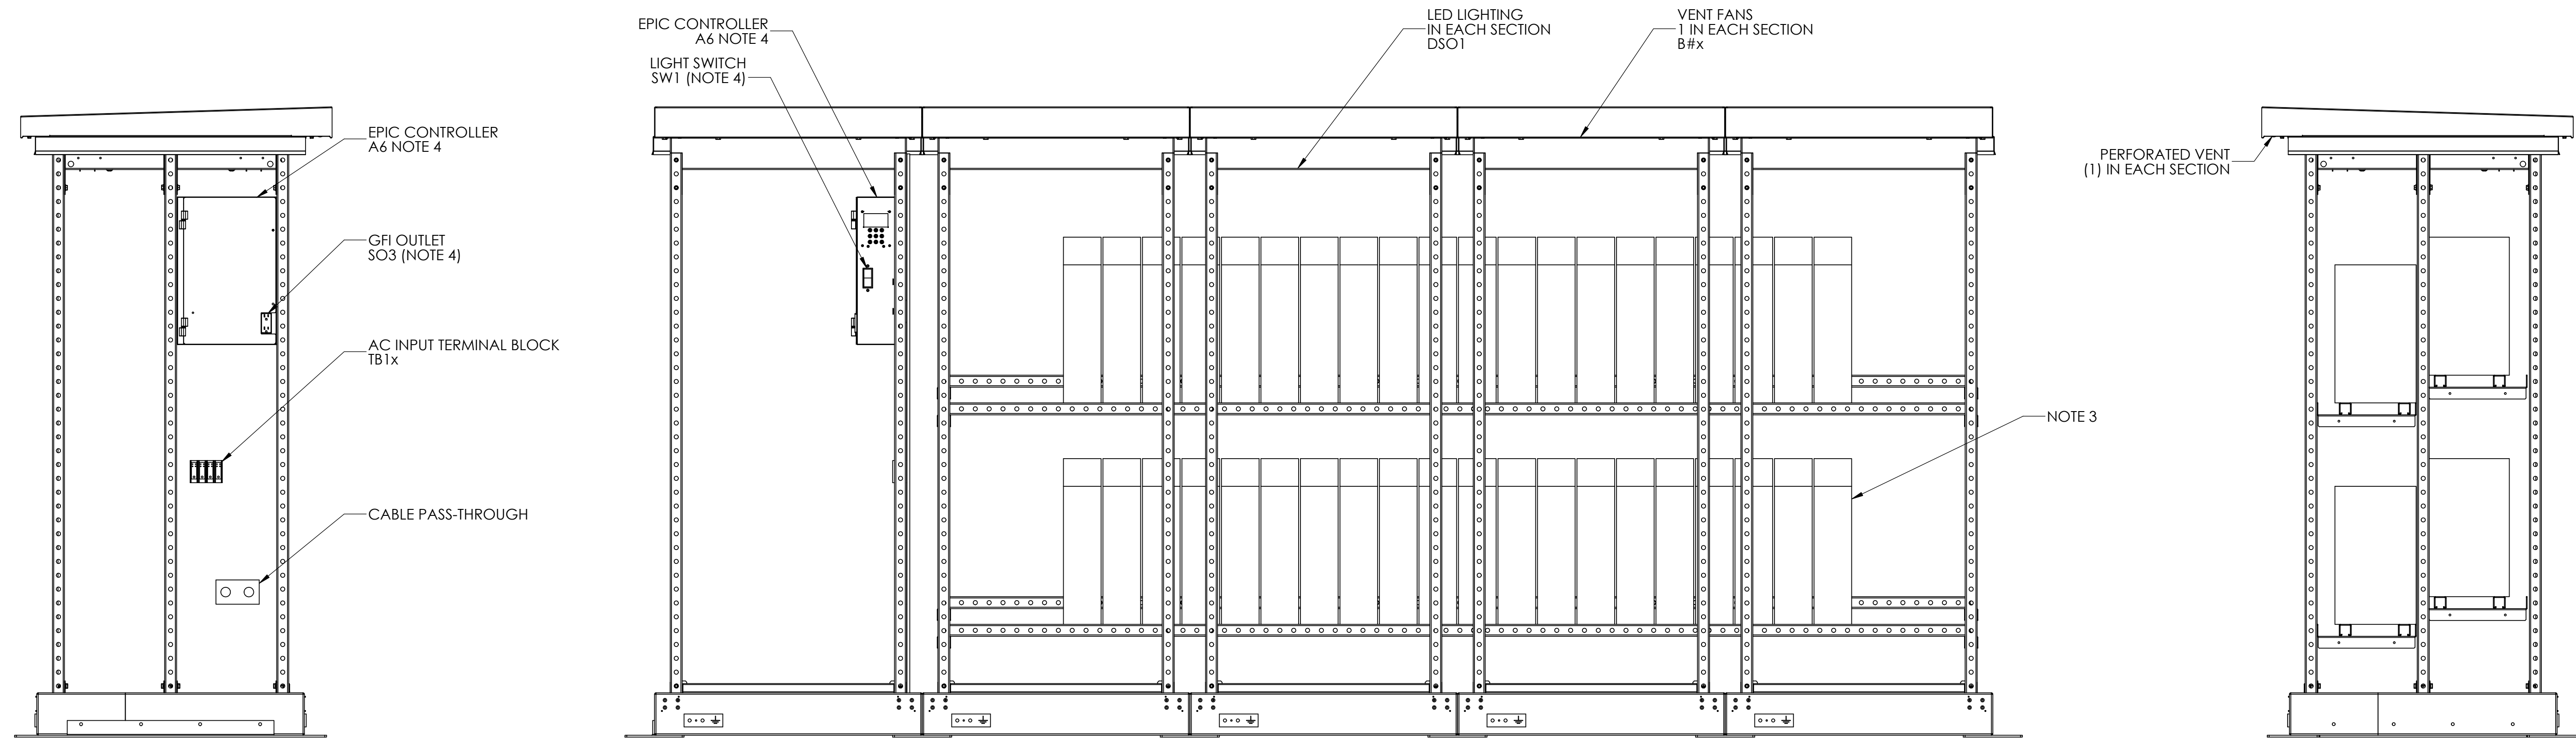 EPIC CONTROLLER
A6 NOTE 4
GFI OUTLET
SO3 (NOTE 4)
AC INPUT TERMINAL BLOCK
TB1x
CABLE PASS-THROUGH
EPIC CONTROLLER
A6 NOTE 4
LIGHT SWITCH
SW1 (NOTE 4)
LED LIGHTING
IN EACH SECTION
DSO1
VENT FANS
1 IN EACH SECTION
B#x
NOTE 3
PERFORATED VENT
(1) IN EACH SECTION